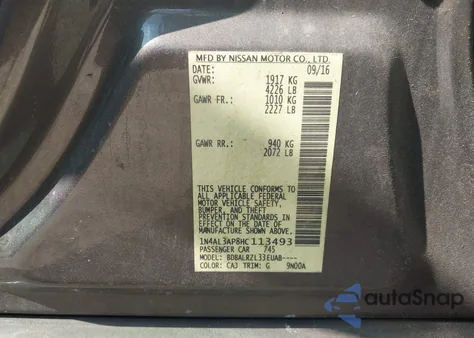 MFD BY NISSAN MOTOR CO., LTD.
DATE: 09/16
GVWR: 1917 KG
4226 LB
GAWR FR.: 1010 KG
2227 LB
GAWR RR.: 940 KG
2072 LB
THIS VEHICLE CONFORMS TO
ALL APPLICABLE FEDERAL
MOTOR VEHICLE SAFETY,
BUMPER, AND THEFT
PREVENTION STANDARDS IN
EFFECT ON THE DATE OF
MANUFACTURE SHOWN ABOVE.
1N4AL3AP8HC113493
PASSENGER CAR 745
MODEL: BDBALRZL33EUAB----
COLOR: CAJ TRIM: G 9N00A
autaSnap